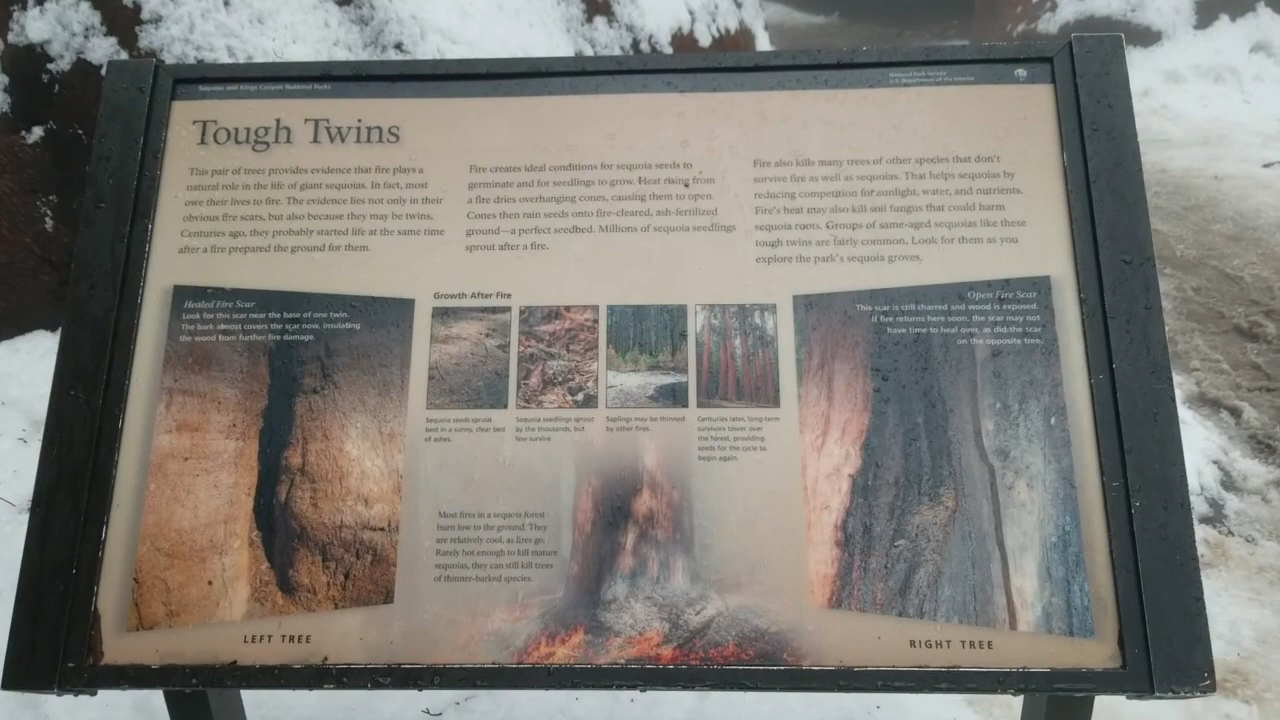 Sequoia and Kings Canyon National Parks
National Park Service
U.S. Department of the Interior
Tough Twins
This pair of trees provides evidence that fire plays a
natural role in the life of giant sequoias. In fact, most
owe their lives to fire. The evidence lies not only in their
obvious fire scars, but also because they may be twins.
Centuries ago, they probably started life at the same time
after a fire prepared the ground for them.
Fire creates ideal conditions for sequoia seeds to
germinate and for seedlings to grow. Heat rising from
a fire dries overhanging cones, causing them to open.
Cones then rain seeds onto fire-cleared, ash-fertilized
ground—a perfect seedbed. Millions of sequoia seedlings
sprout after a fire.
Fire also kills many trees of other species that don't
survive fire as well as sequoias. That helps sequoias by
reducing competition for sunlight, water, and nutrients.
Fire's heat may also kill soil fungus that could harm
sequoia roots. Groups of same-aged sequoias like these
tough twins are fairly common. Look for them as you
explore the park's sequoia groves.
Healed Fire Scar
Look for this scar near the base of one twin.
The bark almost covers the scar now, insulating
the wood from further fire damage.
LEFT TREE
Growth After Fire
Sequoia seeds sprout
best in a sunny, clear bed
of ashes.
Sequoia seedlings sprout
by the thousands, but
few survive.
Saplings may be thinned
by other fires.
Centuries later, long-term
survivors tower over
the forest, providing
seeds for the cycle to
begin again.
Most fires in a sequoia forest
burn low to the ground. They
are relatively cool, as fires go.
Rarely hot enough to kill mature
sequoias, they can still kill trees
of thinner-barked species.
Open Fire Scar
This scar is still charred and wood is exposed.
If fire returns here soon, the scar may not
have time to heal over, as did the scar
on the opposite tree.
RIGHT TREE